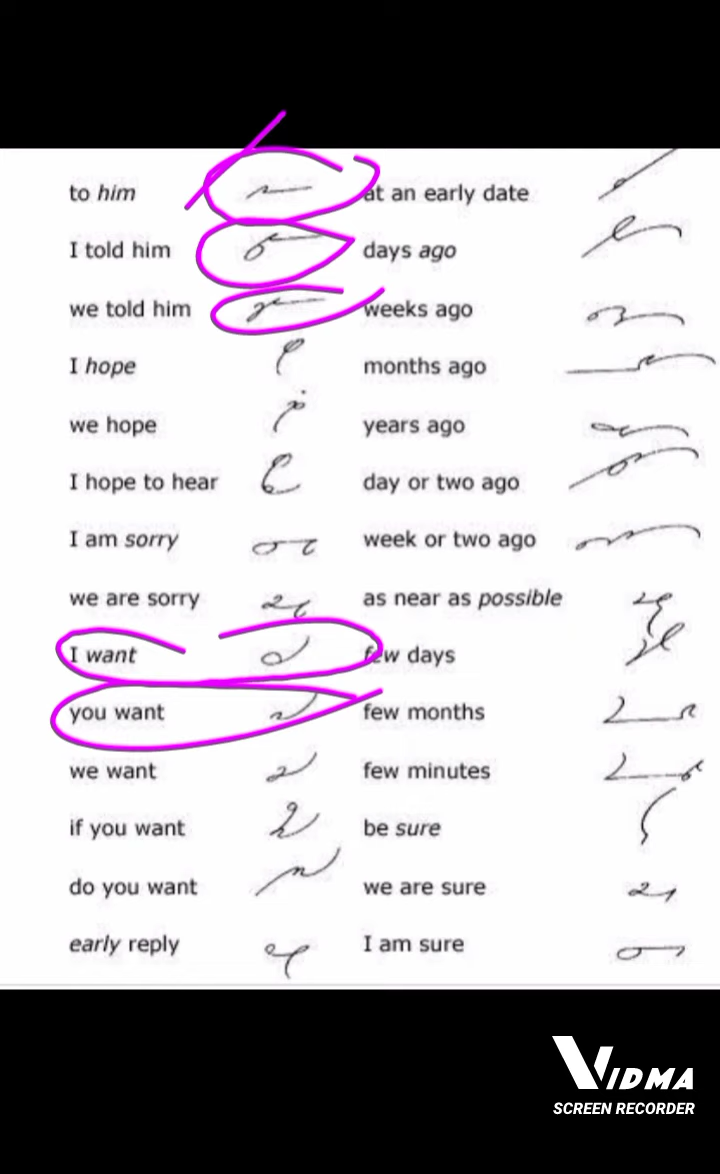 to him at an early date
I told him days ago
we told him weeks ago
I hope months ago
we hope years ago
I hope to hear day or two ago
I am sorry week or two ago
we are sorry as near as possible
I want few days
you want few months
we want few minutes
if you want be sure
do you want we are sure
early reply I am sure
VIDMA
SCREEN RECORDER